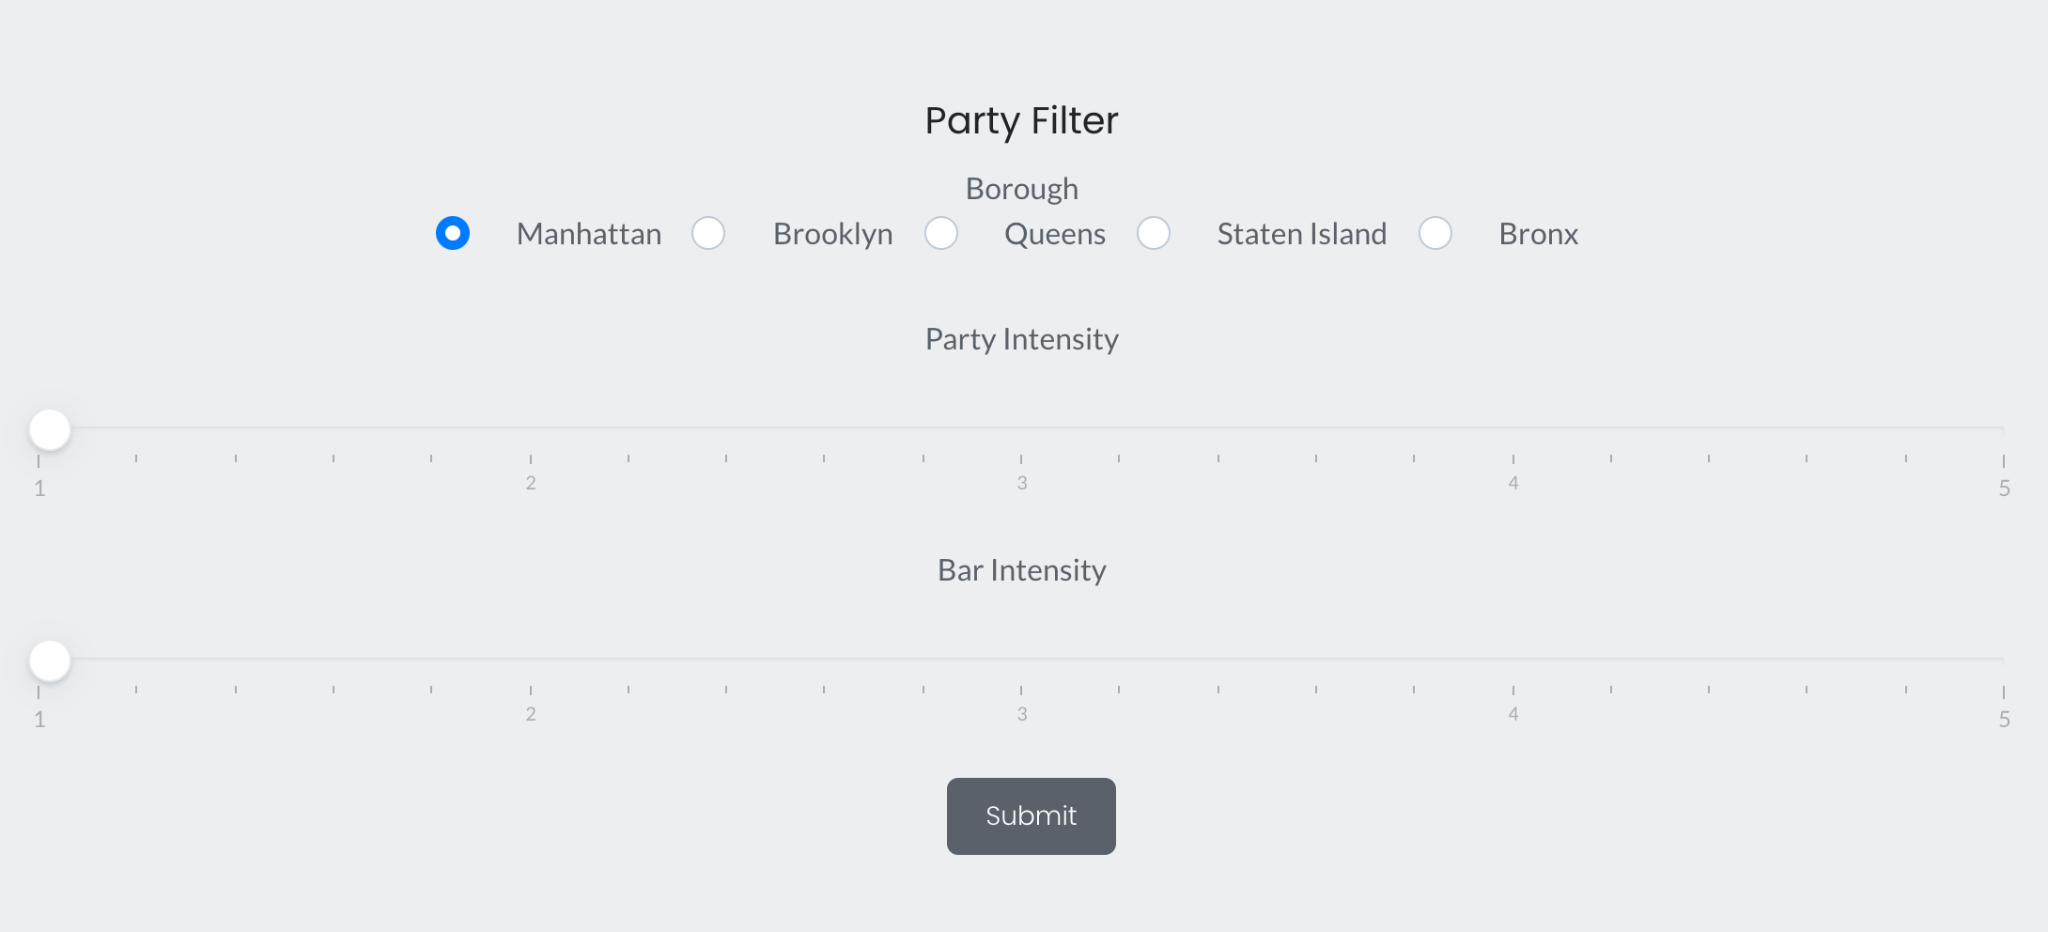 Party Filter
Borough
Manhattan Brooklyn Queens Staten Island Bronx
Party Intensity
1 2 3 4 5
Bar Intensity
1 2 3 4 5
Submit